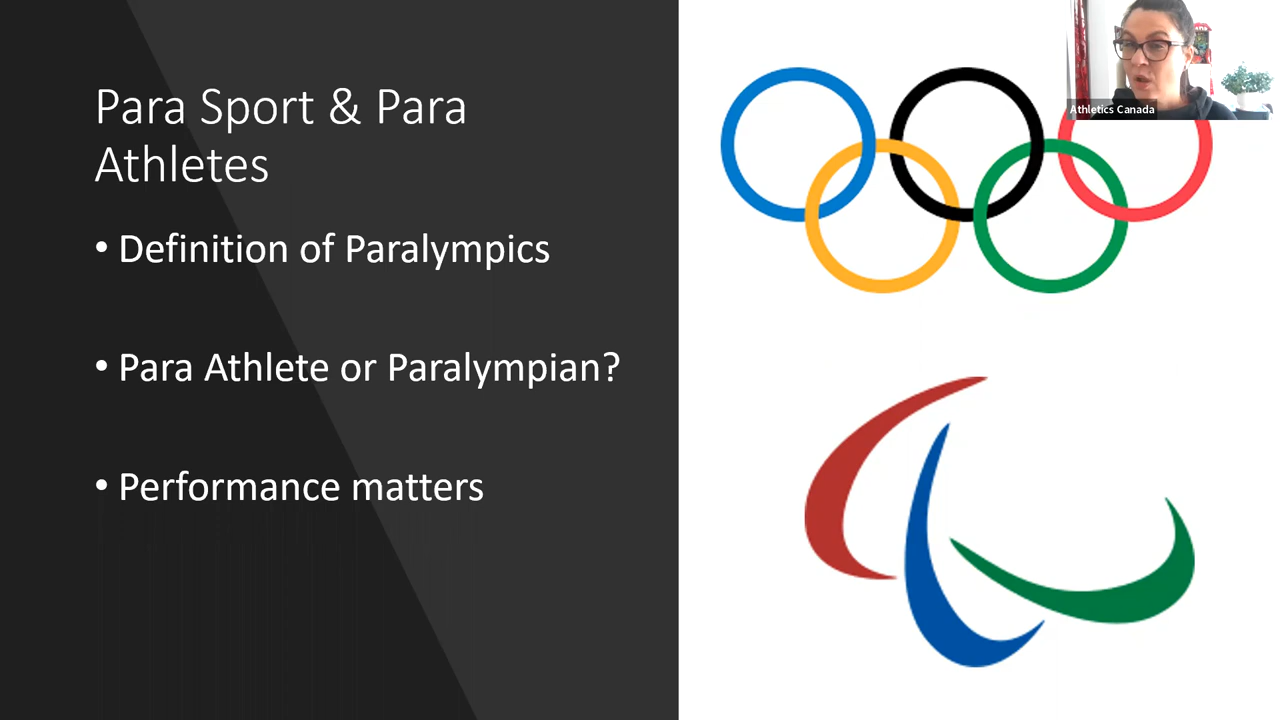 Para Sport & Para
Athletes
• Definition of Paralympics
• Para Athlete or Paralympian?
• Performance matters
Athletics Canada